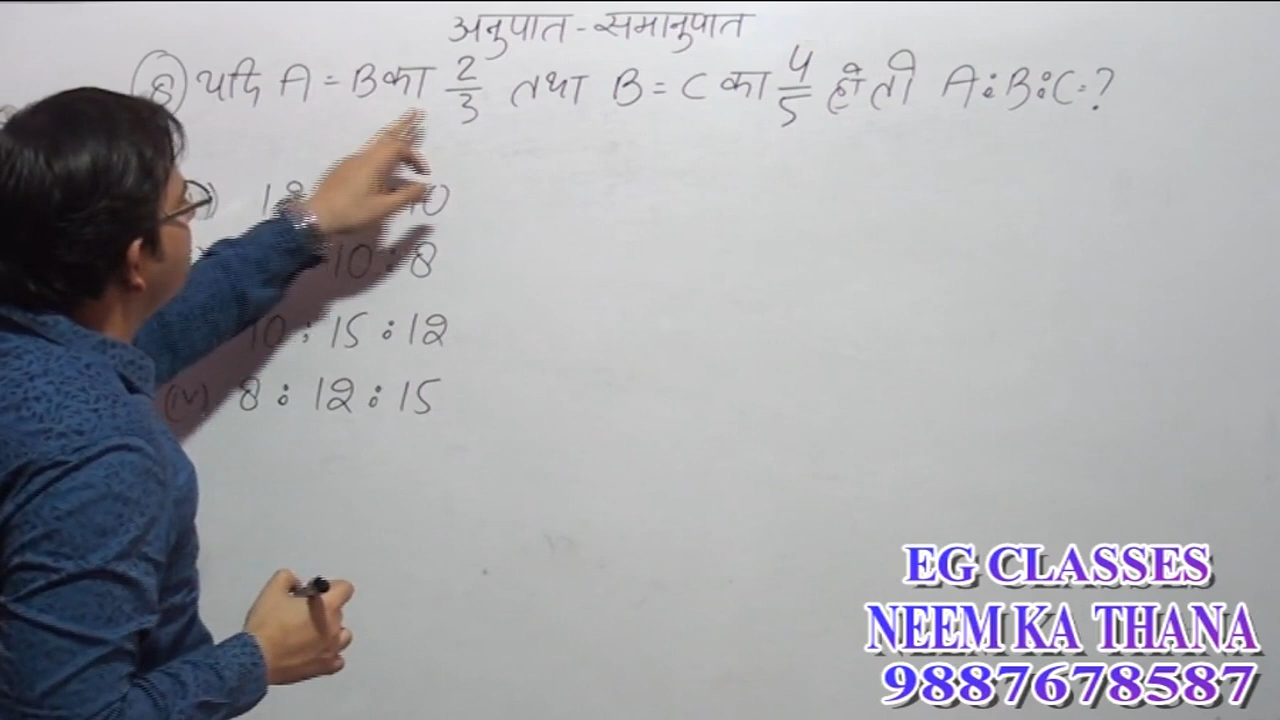 अनुपात - समानुपात
8) यदि A = B का 2/3 तथा B = C का 4/5 हो तो A : B : C = ?
10 : 8
10 : 15 : 12
(iv) 8 : 12 : 15
EG CLASSES
NEEM KA THANA
9887678587